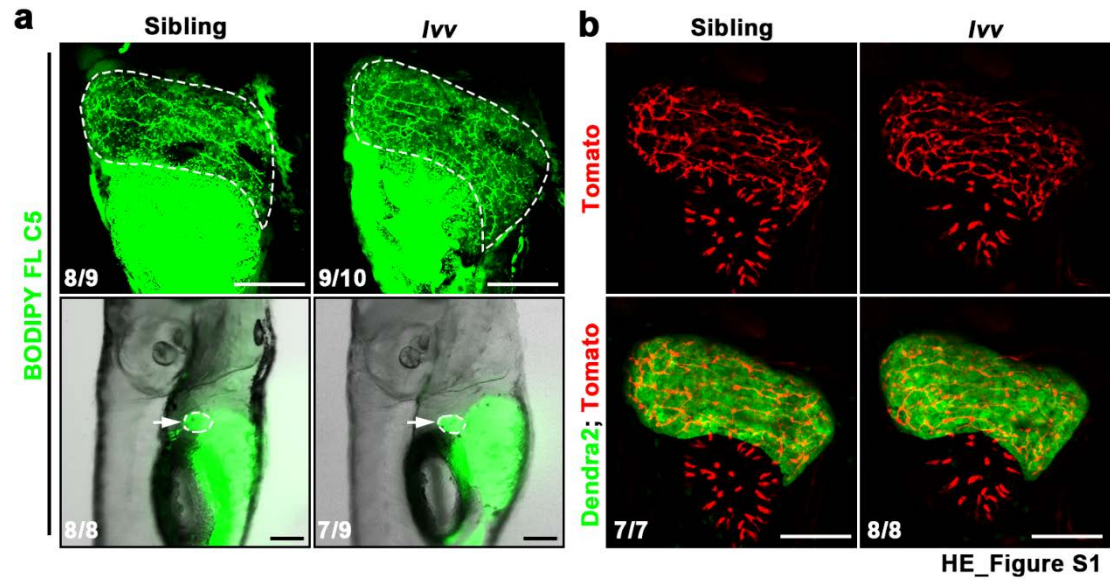 a
Sibling
lvv
BODIPY FL C5
8/9
9/10
8/8
7/9
b
Sibling
lvv
Tomato
Dendra2; Tomato
7/7
8/8
HE_Figure S1